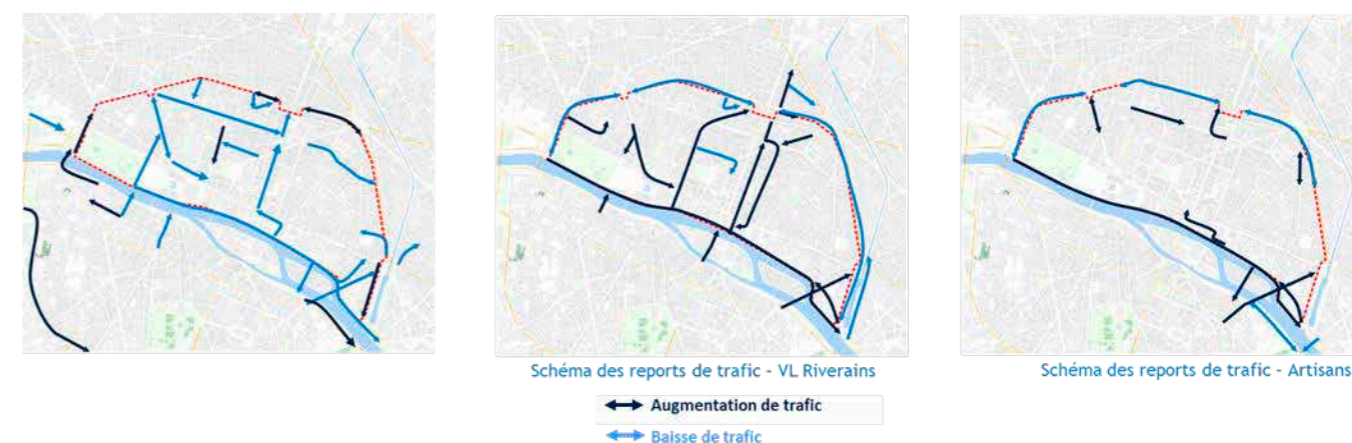 Schéma des reports de trafic - VL Riverains
Schéma des reports de trafic - Artisans
Augmentation de trafic
Baisse de trafic